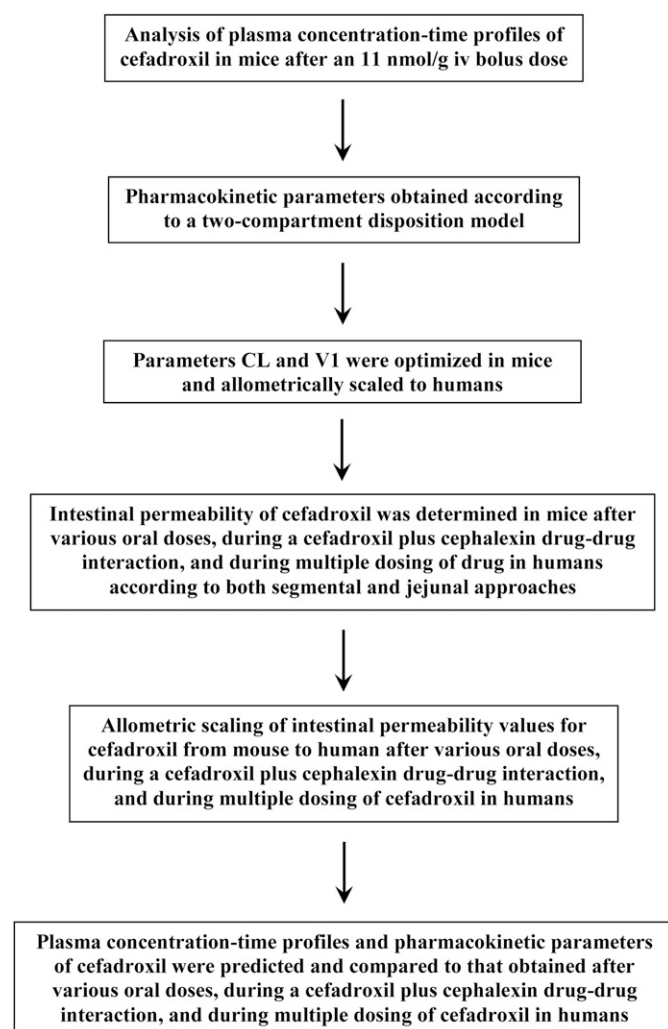 Analysis of plasma concentration-time profiles of
cefadroxil in mice after an 11 nmol/g iv bolus dose
Pharmacokinetic parameters obtained according
to a two-compartment disposition model
Parameters CL and V1 were optimized in mice
and allometrically scaled to humans
Intestinal permeability of cefadroxil was determined in mice after
various oral doses, during a cefadroxil plus cephalexin drug-drug
interaction, and during multiple dosing of drug in humans
according to both segmental and jejunal approaches
Allometric scaling of intestinal permeability values for
cefadroxil from mouse to human after various oral doses,
during a cefadroxil plus cephalexin drug-drug interaction,
and during multiple dosing of cefadroxil in humans
Plasma concentration-time profiles and pharmacokinetic parameters
of cefadroxil were predicted and compared to that obtained after
various oral doses, during a cefadroxil plus cephalexin drug-drug
interaction, and during multiple dosing of cefadroxil in humans